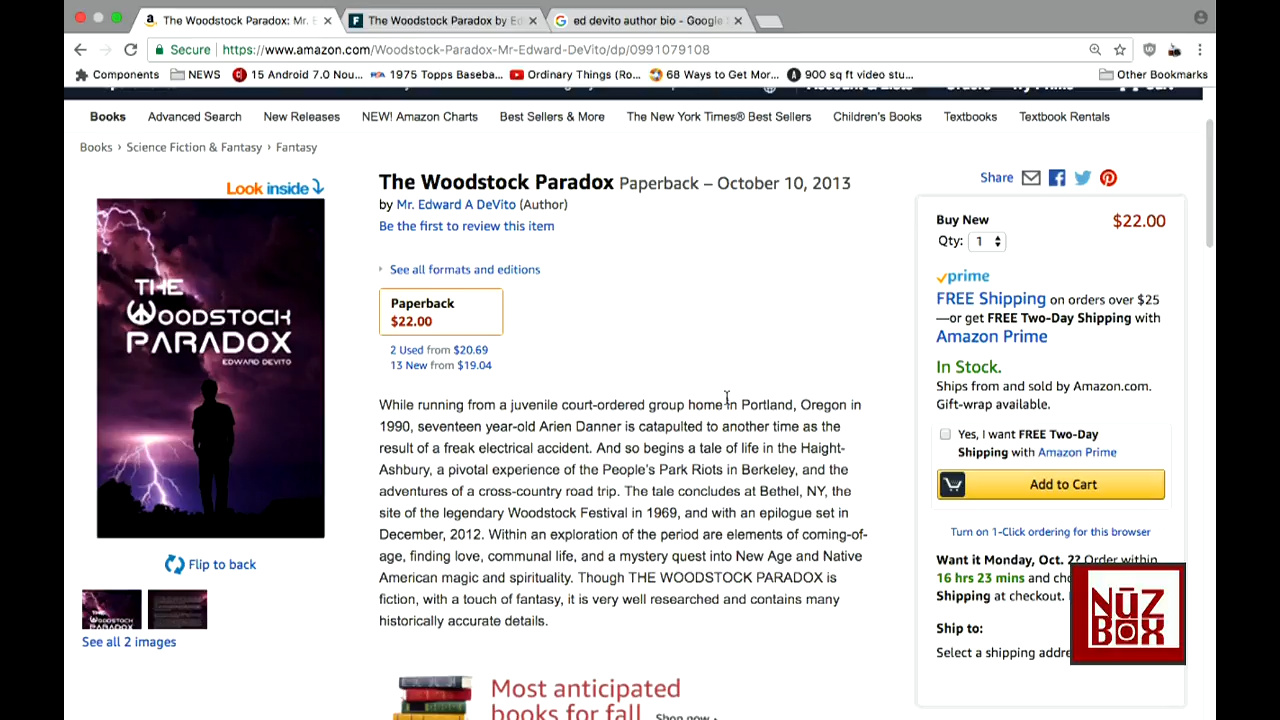 The Woodstock Paradox: Mr. E
The Woodstock Paradox by Ed
ed devito author bio - Google
Secure
https://www.amazon.com/Woodstock-Paradox-Mr-Edward-DeVito/dp/0991079108
Components
NEWS
15 Android 7.0 Nou...
1975 Topps Baseba...
Ordinary Things (Ro...
68 Ways to Get Mor...
900 sq ft video stu...
Other Bookmarks
Books
Advanced Search
New Releases
NEW! Amazon Charts
Best Sellers & More
The New York Times® Best Sellers
Children's Books
Textbooks
Textbook Rentals
Books › Science Fiction & Fantasy › Fantasy
Look inside
THE
WOODSTOCK
PARADOX
EDWARD DEVITO
Flip to back
See all 2 images
The Woodstock Paradox Paperback – October 10, 2013
by Mr. Edward A DeVito (Author)
Be the first to review this item
See all formats and editions
Paperback
$22.00
2 Used from $20.69
13 New from $19.04
While running from a juvenile court-ordered group home in Portland, Oregon in
1990, seventeen year-old Arien Danner is catapulted to another time as the
result of a freak electrical accident. And so begins a tale of life in the Haight-
Ashbury, a pivotal experience of the People's Park Riots in Berkeley, and the
adventures of a cross-country road trip. The tale concludes at Bethel, NY, the
site of the legendary Woodstock Festival in 1969, and with an epilogue set in
December, 2012. Within an exploration of the period are elements of coming-of-
age, finding love, communal life, and a mystery quest into New Age and Native
American magic and spirituality. Though THE WOODSTOCK PARADOX is
fiction, with a touch of fantasy, it is very well researched and contains many
historically accurate details.
Most anticipated
books for fall Shop now
Share
Buy New
$22.00
Qty: 1
prime
FREE Shipping on orders over $25
—or get FREE Two-Day Shipping with
Amazon Prime
In Stock.
Ships from and sold by Amazon.com.
Gift-wrap available.
Yes, I want FREE Two-Day
Shipping with Amazon Prime
Add to Cart
Turn on 1-Click ordering for this browser
Want it Monday, Oct. 2? Order within
16 hrs 23 mins and
Shipping at checkout.
Ship to:
Select a shipping
NŪZ
BOX